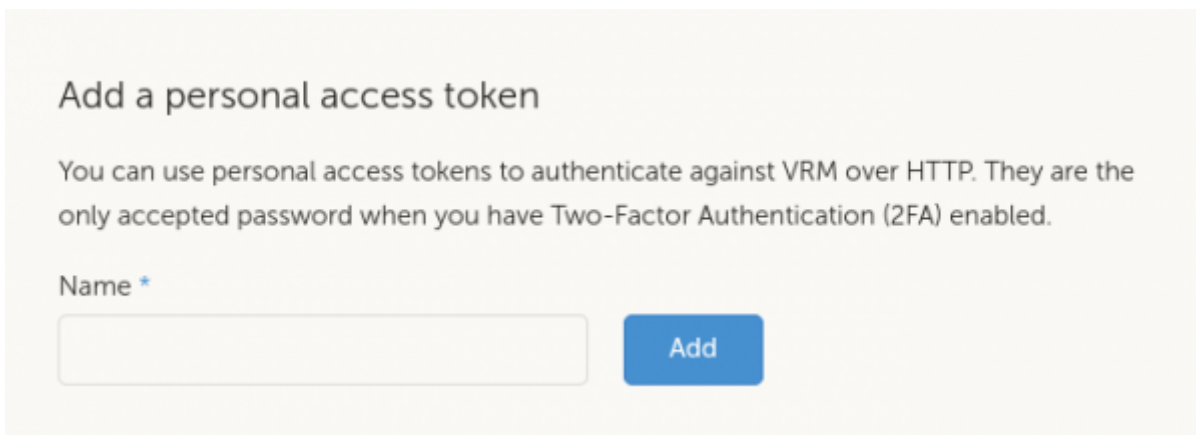 Add a personal access token
You can use personal access tokens to authenticate against VRM over HTTP. They are the
only accepted password when you have Two-Factor Authentication (2FA) enabled.
Name *
Add